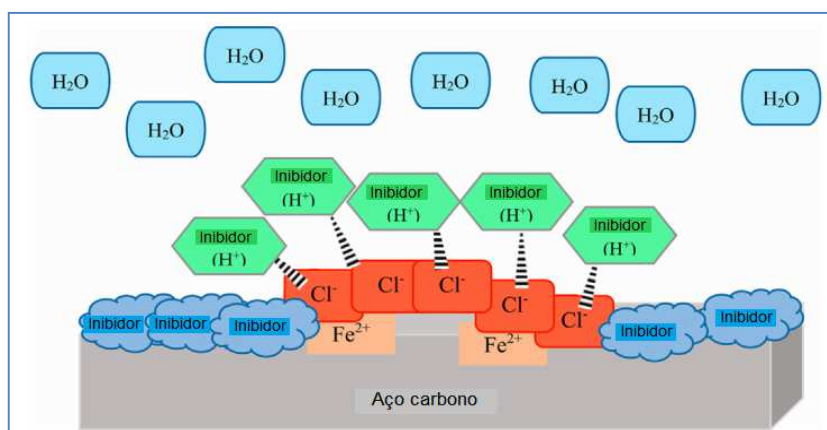 H₂O
H₂O
H₂O
H₂O
H₂O
H₂O
H₂O
H₂O
Inibidor
(H⁺)
Inibidor
(H⁺)
Inibidor
(H⁺)
Inibidor
(H⁺)
Inibidor
(H⁺)
Cl⁻
Cl⁻
Cl⁻
Cl⁻
Cl⁻
Inibidor
Inibidor
Inibidor
Fe²⁺
Fe²⁺
Inibidor
Inibidor
Aço carbono